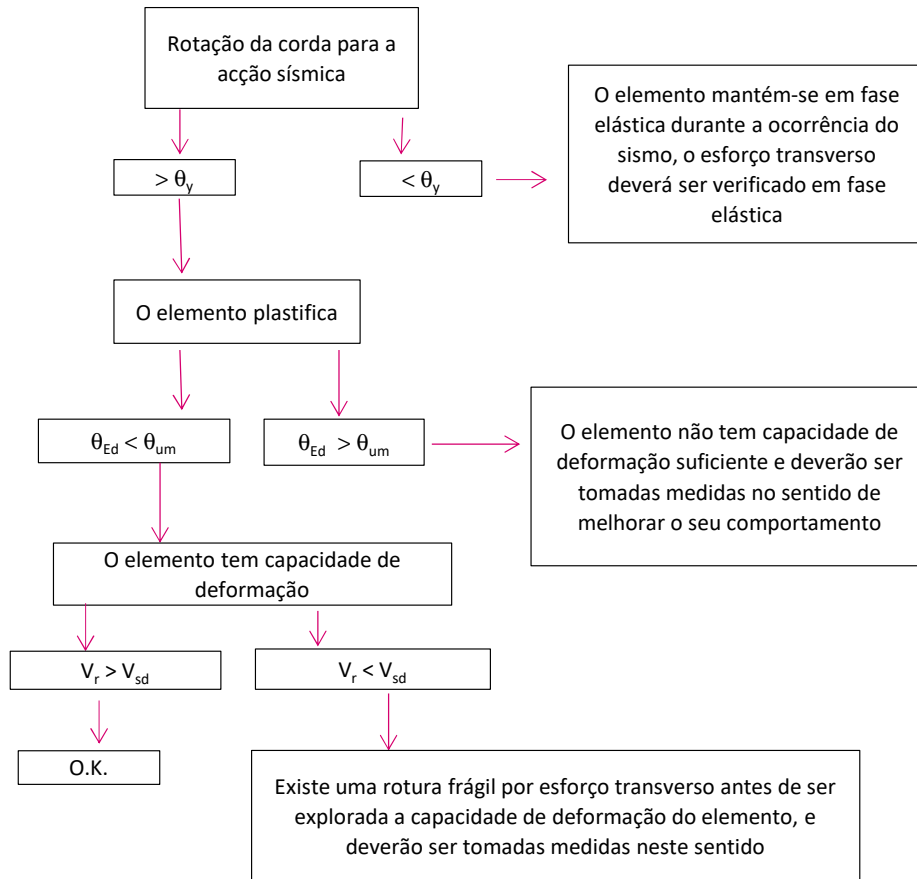 Rotação da corda para a
acção sísmica
O elemento mantém-se em fase
elástica durante a ocorrência do
sismo, o esforço transverso
deverá ser verificado em fase
elástica
> θy
< θy
O elemento plastifica
θEd < θum
θEd > θum
O elemento não tem capacidade de
deformação suficiente e deverão ser
tomadas medidas no sentido de
melhorar o seu comportamento
O elemento tem capacidade de
deformação
Vr > Vsd
Vr < Vsd
O.K.
Existe uma rotura frágil por esforço transverso antes de ser
explorada a capacidade de deformação do elemento, e
deverão ser tomadas medidas neste sentido